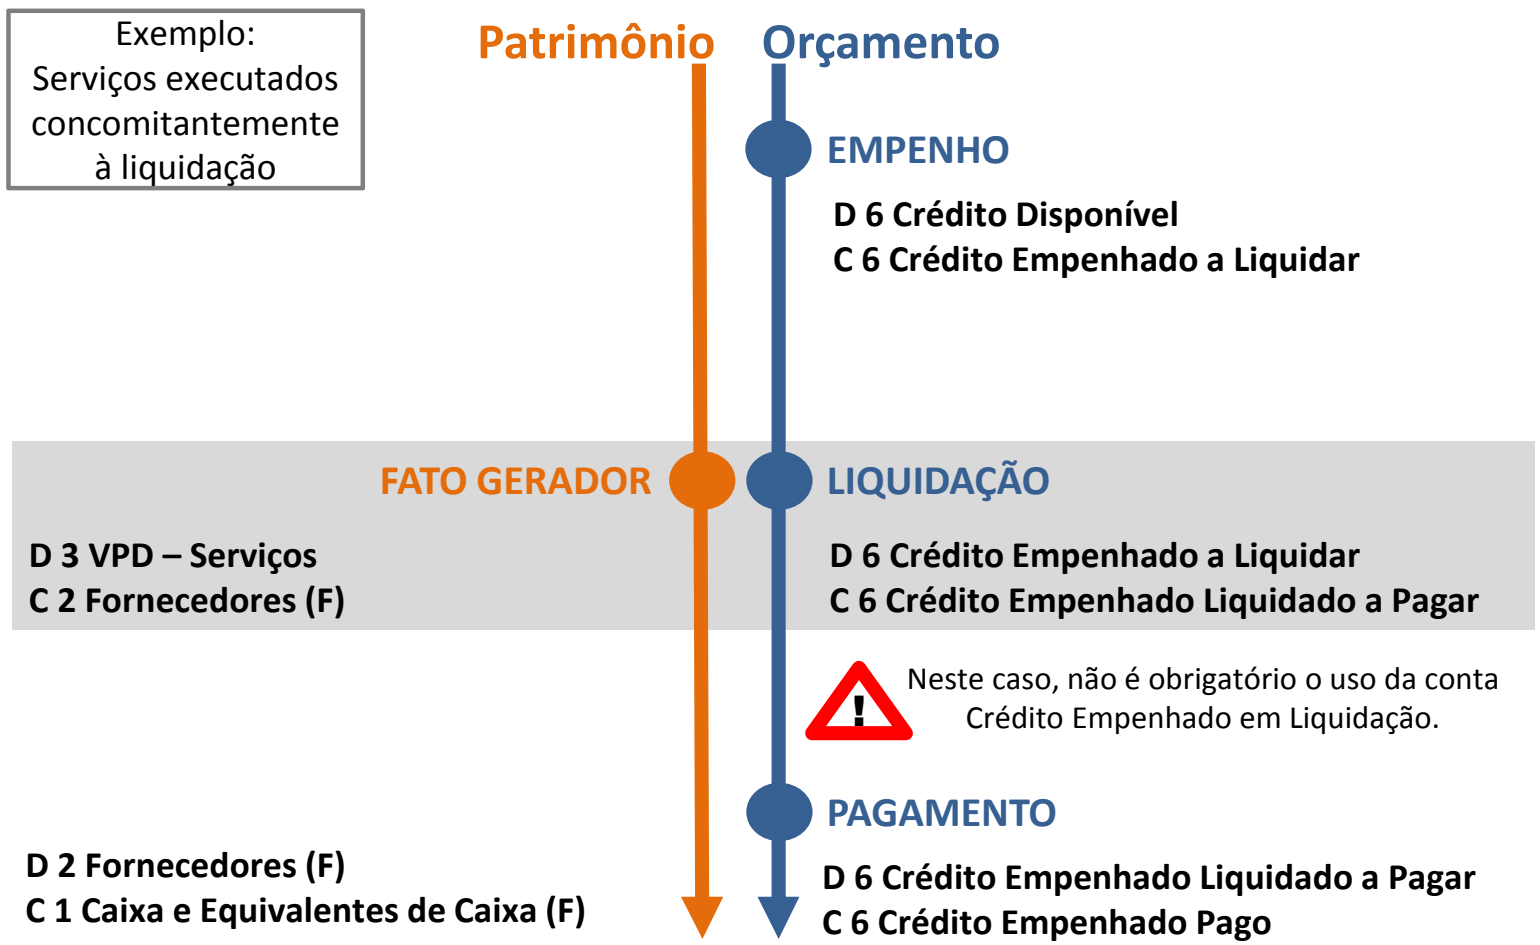 Exemplo:
Serviços executados
concomitantemente
à liquidação
Patrimônio
Orçamento
EMPENHO
D 6 Crédito Disponível
C 6 Crédito Empenhado a Liquidar
FATO GERADOR
LIQUIDAÇÃO
D 3 VPD – Serviços
C 2 Fornecedores (F)
D 6 Crédito Empenhado a Liquidar
C 6 Crédito Empenhado Liquidado a Pagar
!
Neste caso, não é obrigatório o uso da conta
Crédito Empenhado em Liquidação.
PAGAMENTO
D 2 Fornecedores (F)
C 1 Caixa e Equivalentes de Caixa (F)
D 6 Crédito Empenhado Liquidado a Pagar
C 6 Crédito Empenhado Pago